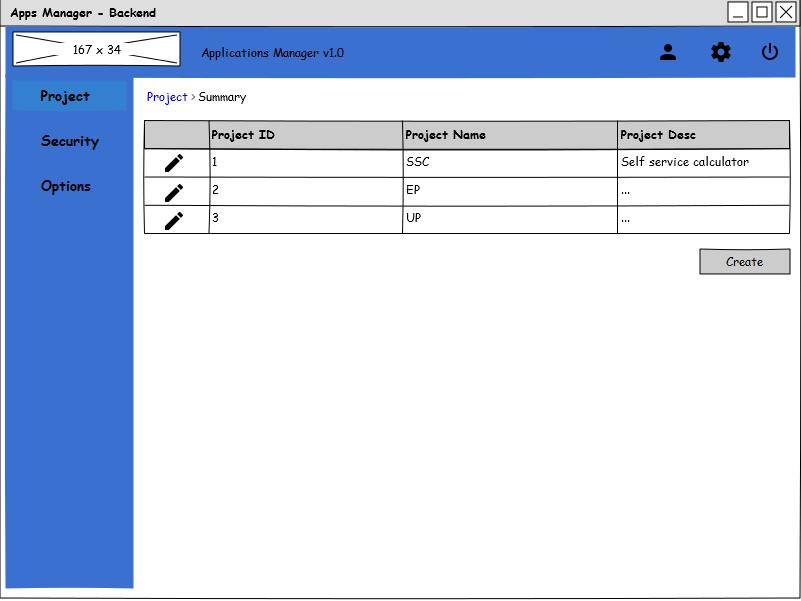 Apps Manager - Backend
167 x 34
Applications Manager v1.0
Project
Security
Options
Project > Summary
Project ID Project Name Project Desc
1 SSC Self service calculator
2 EP ...
3 UP ...
Create